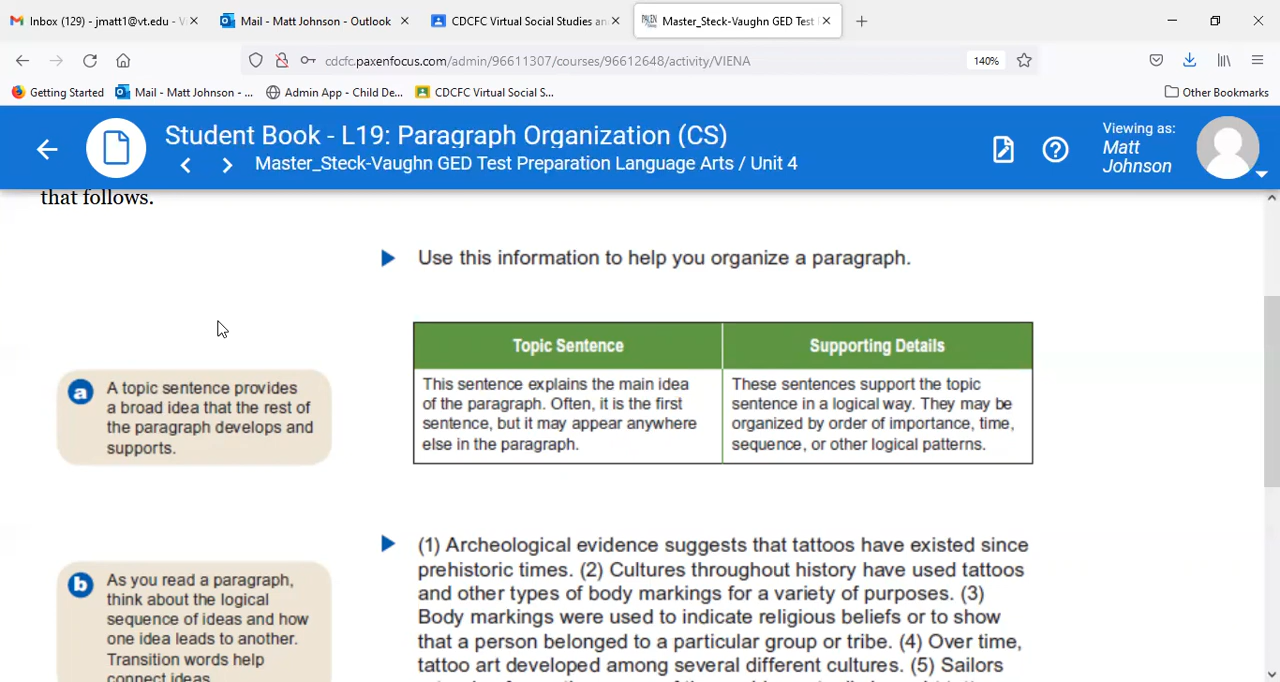 Inbox (129) - jmatt1@vt.edu - V
Mail - Matt Johnson - Outlook
CDCFC Virtual Social Studies an
PAXEN
Master_Steck-Vaughn GED Test
cdcfc.paxenfocus.com/admin/96611307/courses/96612648/activity/VIENA
140%
Getting Started
Mail - Matt Johnson - ...
Admin App - Child De...
CDCFC Virtual Social S...
Other Bookmarks
Student Book - L19: Paragraph Organization (CS)
Master_Steck-Vaughn GED Test Preparation Language Arts / Unit 4
Viewing as:
Matt
Johnson
that follows.
Use this information to help you organize a paragraph.
Topic Sentence
This sentence explains the main idea
of the paragraph. Often, it is the first
sentence, but it may appear anywhere
else in the paragraph.
Supporting Details
These sentences support the topic
sentence in a logical way. They may be
organized by order of importance, time,
sequence, or other logical patterns.
a
A topic sentence provides
a broad idea that the rest of
the paragraph develops and
supports.
b
As you read a paragraph,
think about the logical
sequence of ideas and how
one idea leads to another.
Transition words help
connect ideas
(1) Archeological evidence suggests that tattoos have existed since
prehistoric times. (2) Cultures throughout history have used tattoos
and other types of body markings for a variety of purposes. (3)
Body markings were used to indicate religious beliefs or to show
that a person belonged to a particular group or tribe. (4) Over time,
tattoo art developed among several different cultures. (5) Sailors